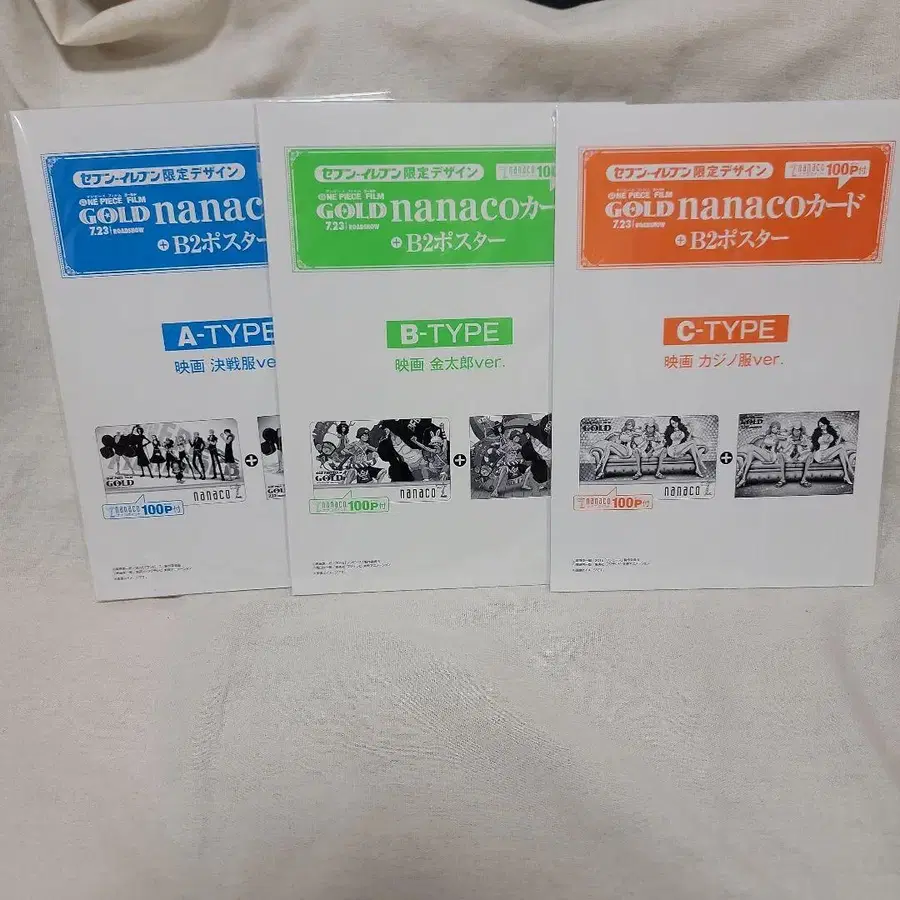 セブン-イレブン限定デザイン
ONE PIECE FILM
GOLD nanaco
7.23 ROADSHOW
+ B2ポスター
A-TYPE
映画 決戦服ve
+
GOLD
nanaco
nanaco 100P付
セブン-イレブン限定デザイン
nanaco 10
ONE PIECE FILM
GOLD nanacoカー
7.23 ROADSHOW
+ B2ポスター
B-TYPE
映画 金太郎ver.
+
GOLD
nanaco
nanaco 100P付
セブン-イレブン限定デザイン
nanaco 100P付
ONE PIECE FILM
GOLD nanacoカード
7.23 ROADSHOW
+ B2ポスター
C-TYPE
映画 カジノ服ver.
GOLD
+
nanaco
nanaco 100P付